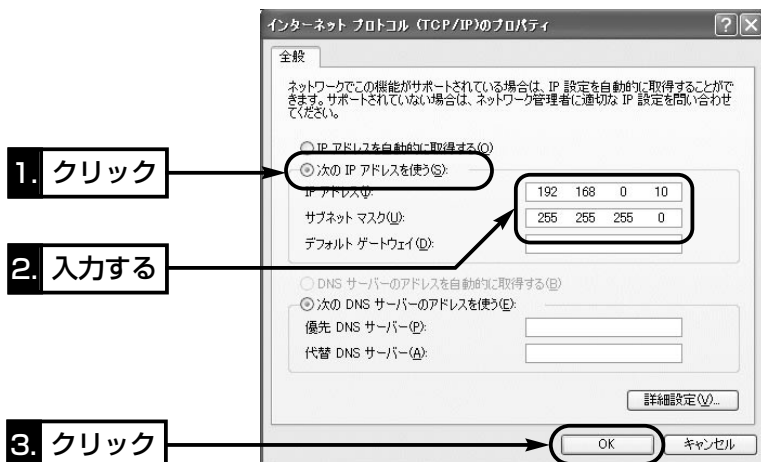 インターネット プロトコル (TCP/IP)のプロパティ
全般
ネットワークでこの機能がサポートされている場合は、IP 設定を自動的に取得することがで
きます。サポートされていない場合は、ネットワーク管理者に適切な IP 設定を問い合わせ
てください。
IP アドレスを自動的に取得する(O)
1. クリック
次の IP アドレスを使う(S):
IP アドレス(I):
192 168 0 10
サブネット マスク(U):
255 255 255 0
デフォルト ゲートウェイ(D):
2. 入力する
DNS サーバーのアドレスを自動的に取得する(B)
次の DNS サーバーのアドレスを使う(E):
優先 DNS サーバー(P):
代替 DNS サーバー(A):
詳細設定(V)...
3. クリック
OK
キャンセル